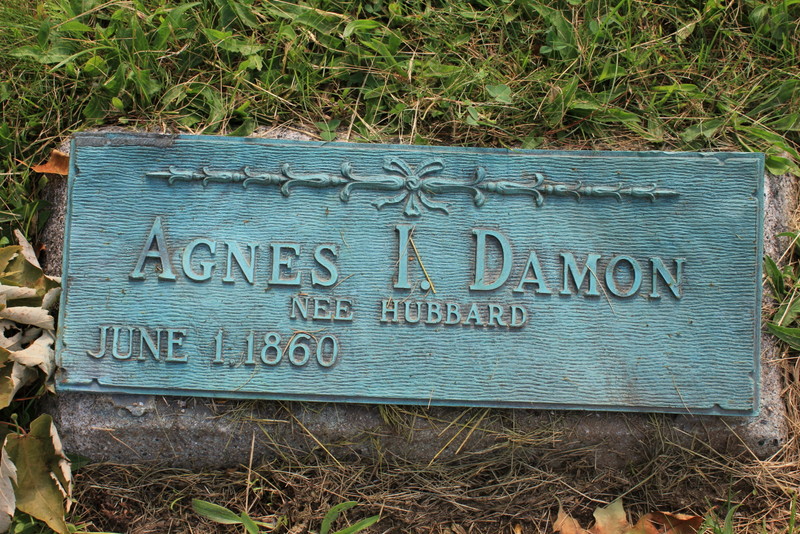 AGNES I. DAMON
NEE HUBBARD
JUNE 1, 1860